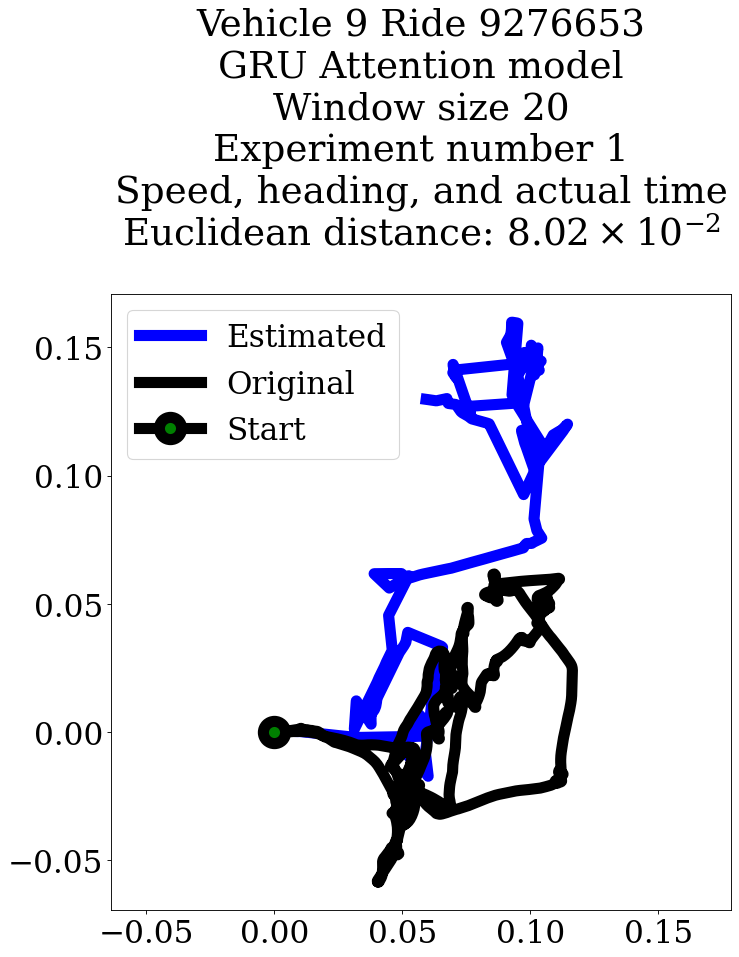 Vehicle 9 Ride 9276653
GRU Attention model
Window size 20
Experiment number 1
Speed, heading, and actual time
Euclidean distance: 8.02 × 10⁻²
Estimated
Original
Start
0.15
0.10
0.05
0.00
−0.05
−0.05 0.00 0.05 0.10 0.15